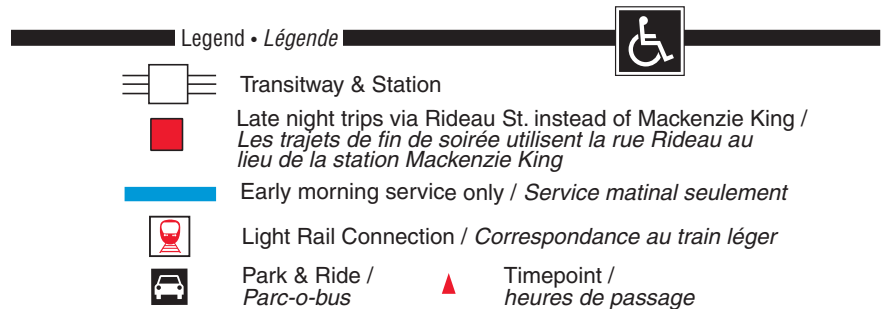 Legend • Légende
Transitway & Station
Late night trips via Rideau St. instead of Mackenzie King /
Les trajets de fin de soirée utilisent la rue Rideau au
lieu de la station Mackenzie King
Early morning service only / Service matinal seulement
Light Rail Connection / Correspondance au train léger
Park & Ride /
Parc-o-bus
Timepoint /
heures de passage